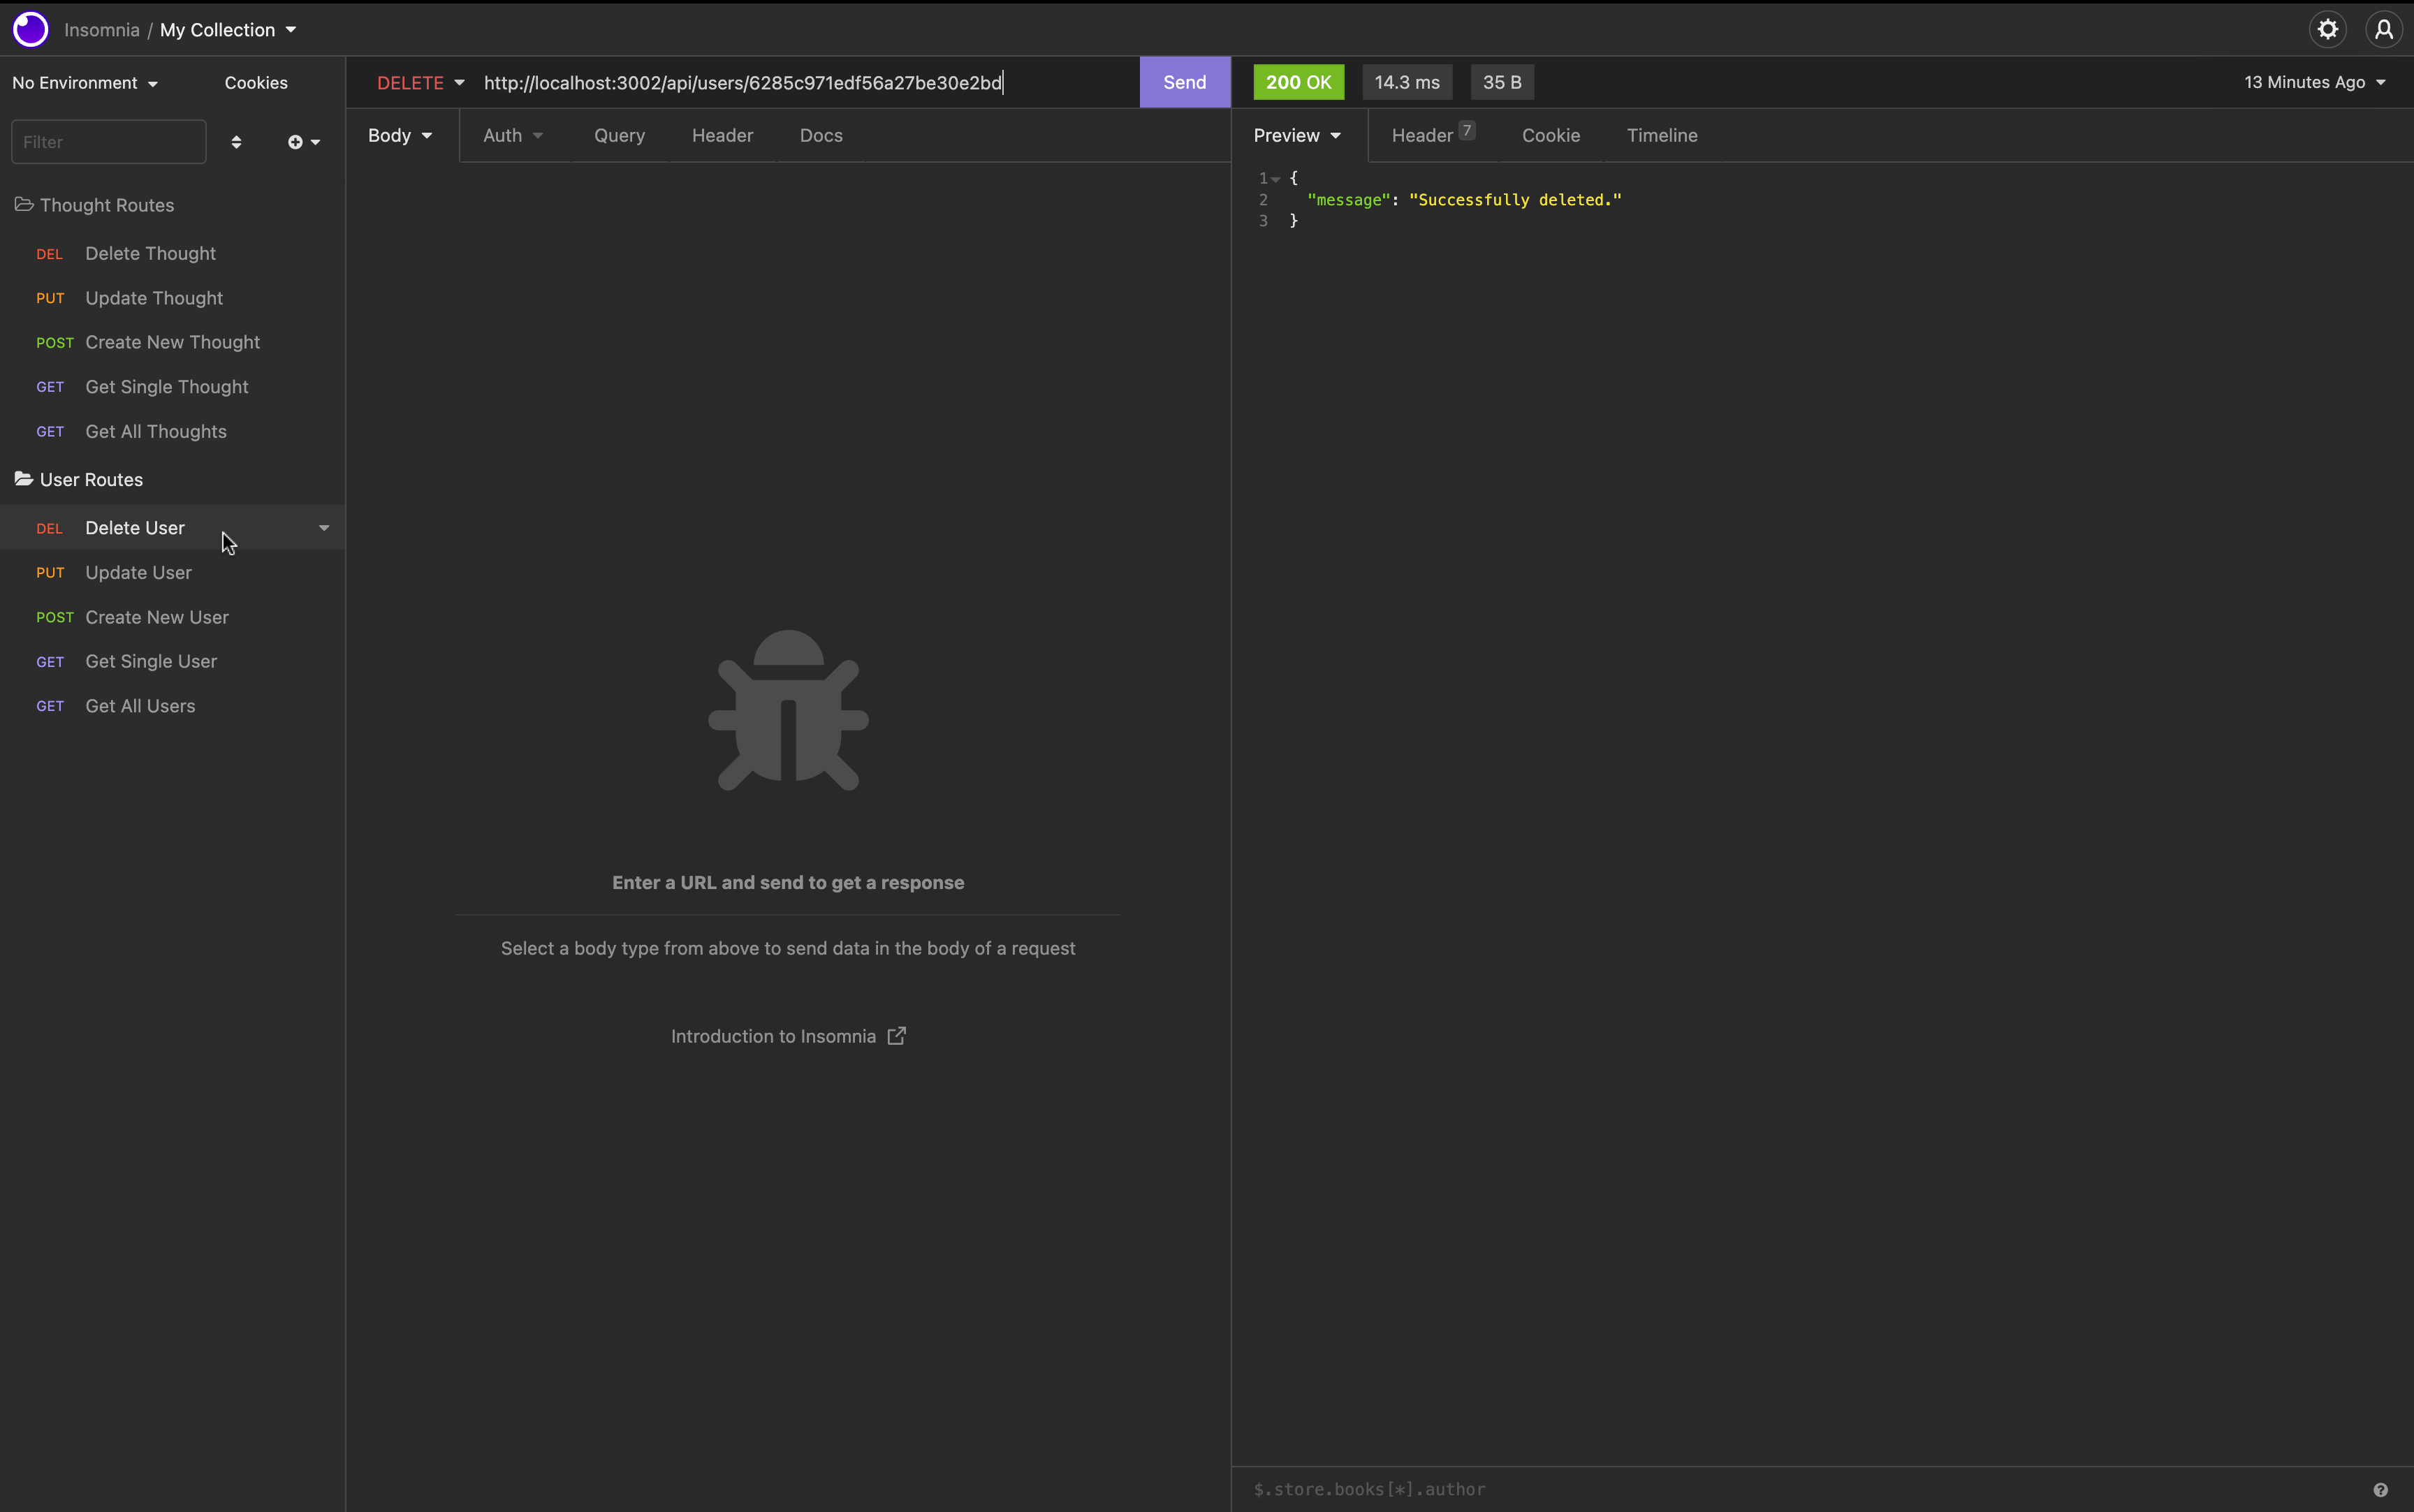 Insomnia / My Collection
No Environment
Cookies
DELETE
http://localhost:3002/api/users/6285c971edf56a27be30e2bd
Send
200 OK
14.3 ms
35 B
13 Minutes Ago
Filter
Body
Auth
Query
Header
Docs
Preview
Header 7
Cookie
Timeline
Thought Routes
DEL Delete Thought
PUT Update Thought
POST Create New Thought
GET Get Single Thought
GET Get All Thoughts
User Routes
DEL Delete User
PUT Update User
POST Create New User
GET Get Single User
GET Get All Users
Enter a URL and send to get a response
Select a body type from above to send data in the body of a request
Introduction to Insomnia
1 {
2 "message": "Successfully deleted."
3 }
$.store.books[*].author